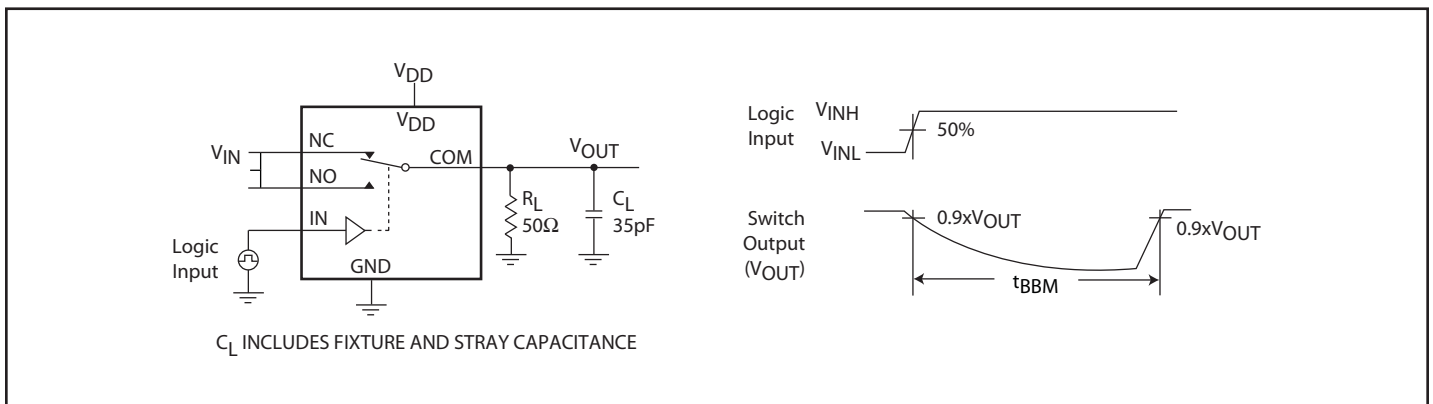 VDD
VDD
VIN
NC
NO
IN
COM
VOUT
RL
50Ω
CL
35pF
Logic
Input
GND
CL INCLUDES FIXTURE AND STRAY CAPACITANCE
Logic
Input
VINH
VINL
50%
Switch
Output
(VOUT)
0.9xVOUT
0.9xVOUT
tBBM